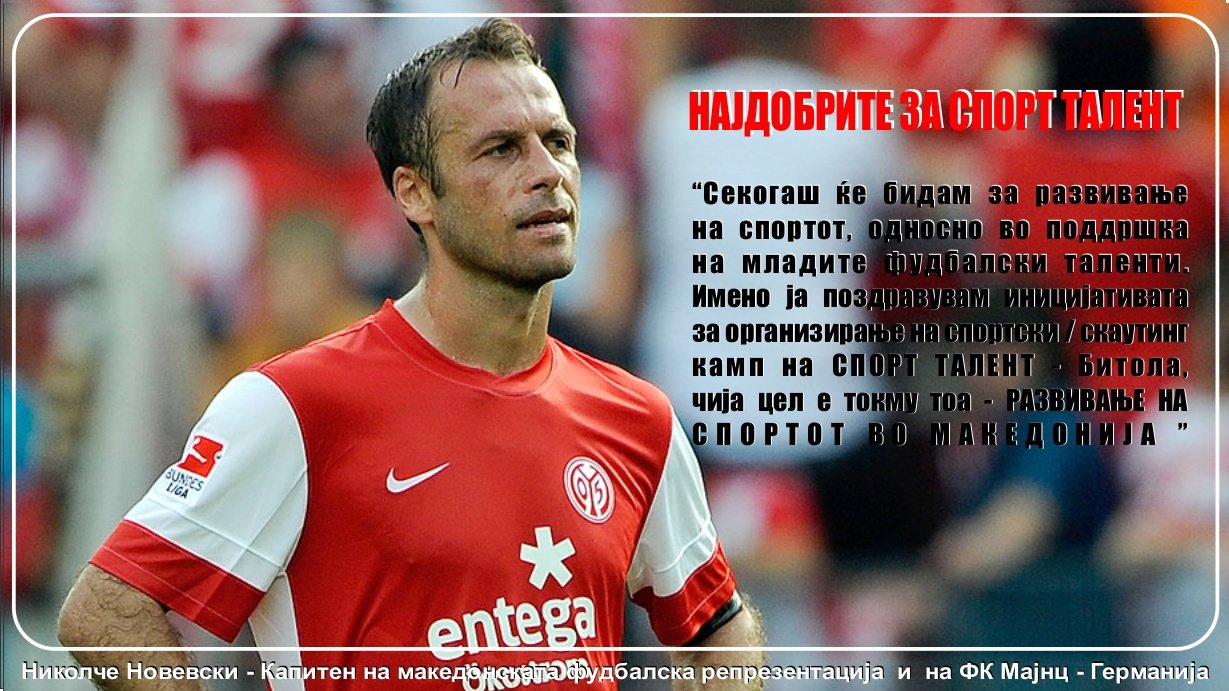 НАЈДОБРИТЕ ЗА СПОРТ ТАЛЕНТ
“Секогаш ќе бидам за развивање
на спортот, односно во поддршка
на младите фудбалски таленти.
Имено ја поздравувам иницијативата
за организирање на спортски / скаутинг
камп на СПОРТ ТАЛЕНТ - Битола,
чија цел е токму тоа - РАЗВИВАЊЕ НА
СПОРТОТ ВО МАКЕДОНИЈА ”
BUNDES
LIGA
entega
Ökostrom
Николче Новевски - Капитен на македонската фудбалска репрезентација и на ФК Мајнц - Германија